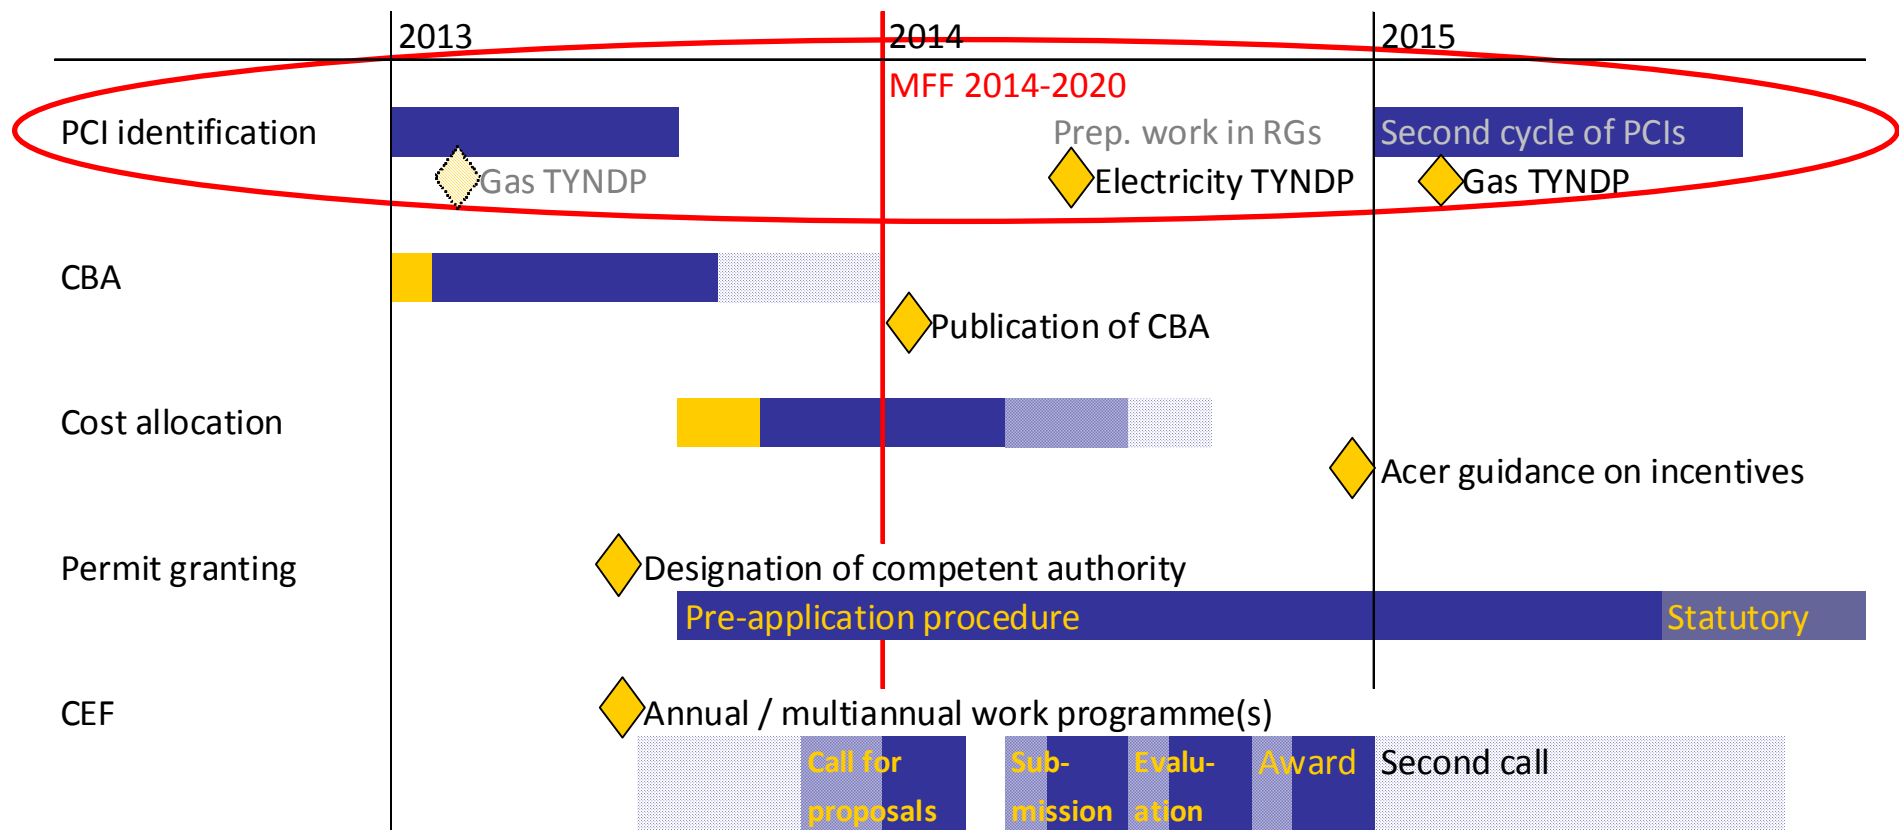 2013 2014 2015
MFF 2014-2020
PCI identification Prep. work in RGs Second cycle of PCIs
Gas TYNDP Electricity TYNDP Gas TYNDP
CBA
Publication of CBA
Cost allocation
Acer guidance on incentives
Permit granting Designation of competent authority
Pre-application procedure Statutory
CEF Annual / multiannual work programme(s)
Call for Sub- Evalu- Award Second call
proposals mission ation